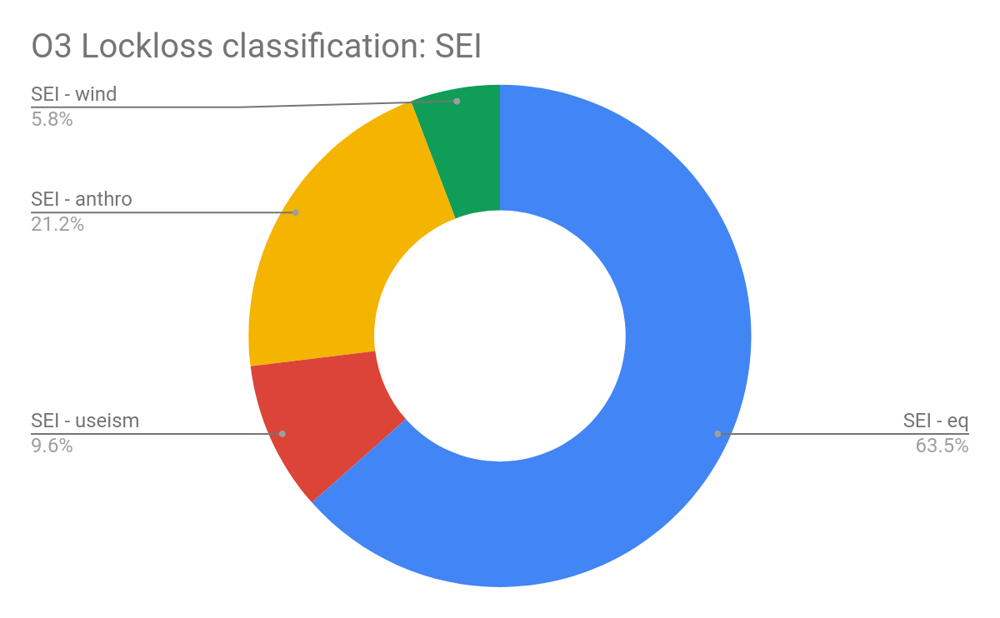 O3 Lockloss classification: SEI
SEI - wind
5.8%
SEI - anthro
21.2%
SEI - useism
9.6%
SEI - eq
63.5%